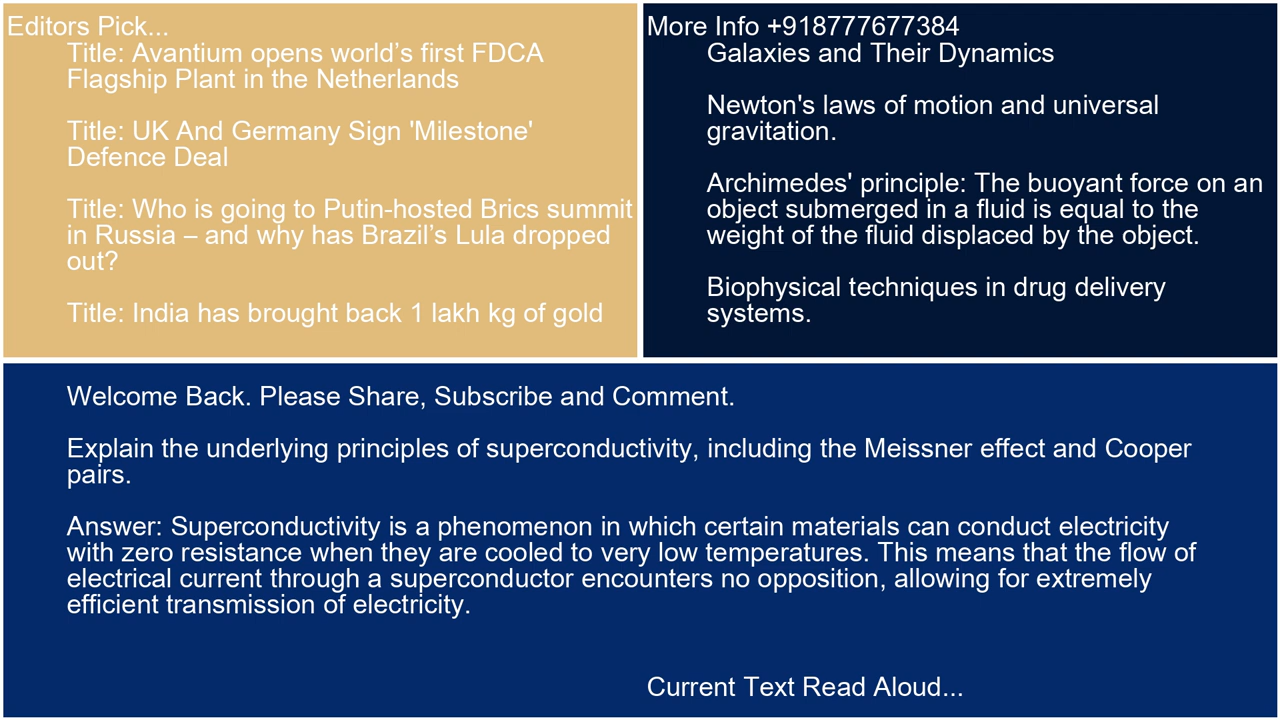 Editors Pick...
Title: Avantium opens world’s first FDCA
Flagship Plant in the Netherlands
Title: UK And Germany Sign 'Milestone'
Defence Deal
Title: Who is going to Putin-hosted Brics summit
in Russia – and why has Brazil’s Lula dropped
out?
Title: India has brought back 1 lakh kg of gold
More Info +918777677384
Galaxies and Their Dynamics
Newton's laws of motion and universal
gravitation.
Archimedes' principle: The buoyant force on an
object submerged in a fluid is equal to the
weight of the fluid displaced by the object.
Biophysical techniques in drug delivery
systems.
Welcome Back. Please Share, Subscribe and Comment.
Explain the underlying principles of superconductivity, including the Meissner effect and Cooper
pairs.
Answer: Superconductivity is a phenomenon in which certain materials can conduct electricity
with zero resistance when they are cooled to very low temperatures. This means that the flow of
electrical current through a superconductor encounters no opposition, allowing for extremely
efficient transmission of electricity.
Current Text Read Aloud...